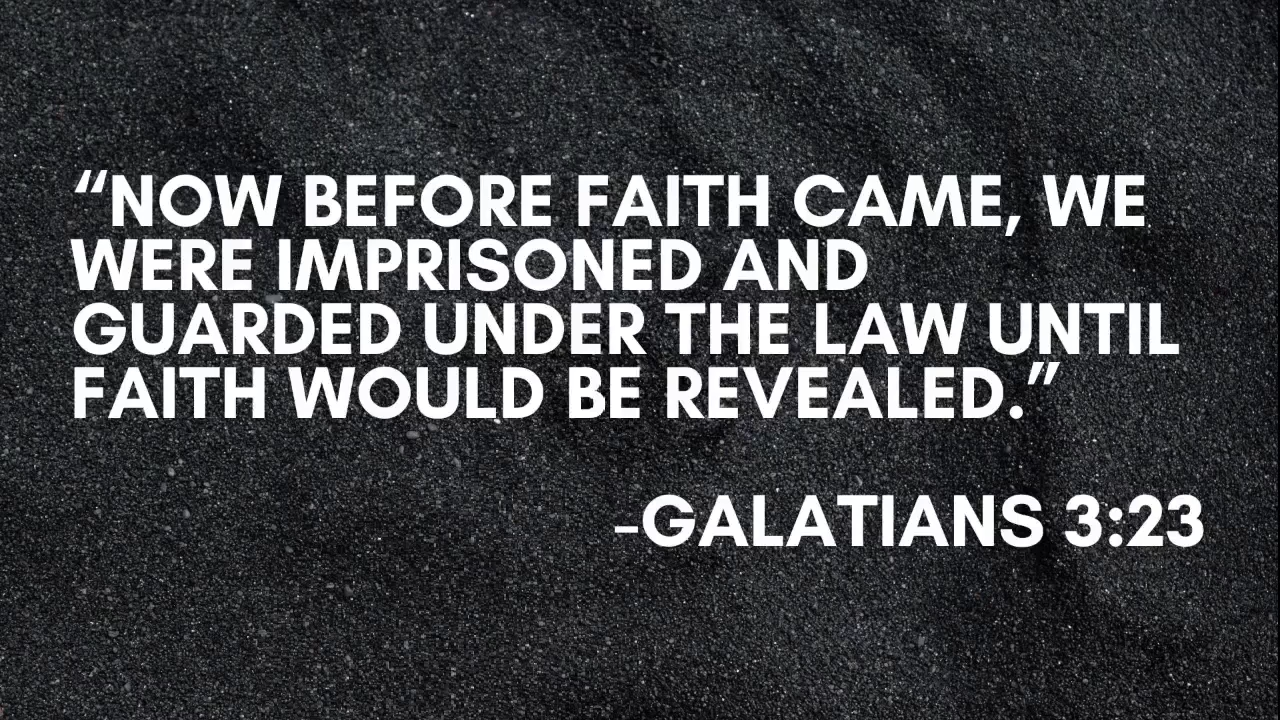 “NOW BEFORE FAITH CAME, WE
WERE IMPRISONED AND
GUARDED UNDER THE LAW UNTIL
FAITH WOULD BE REVEALED.”
-GALATIANS 3:23